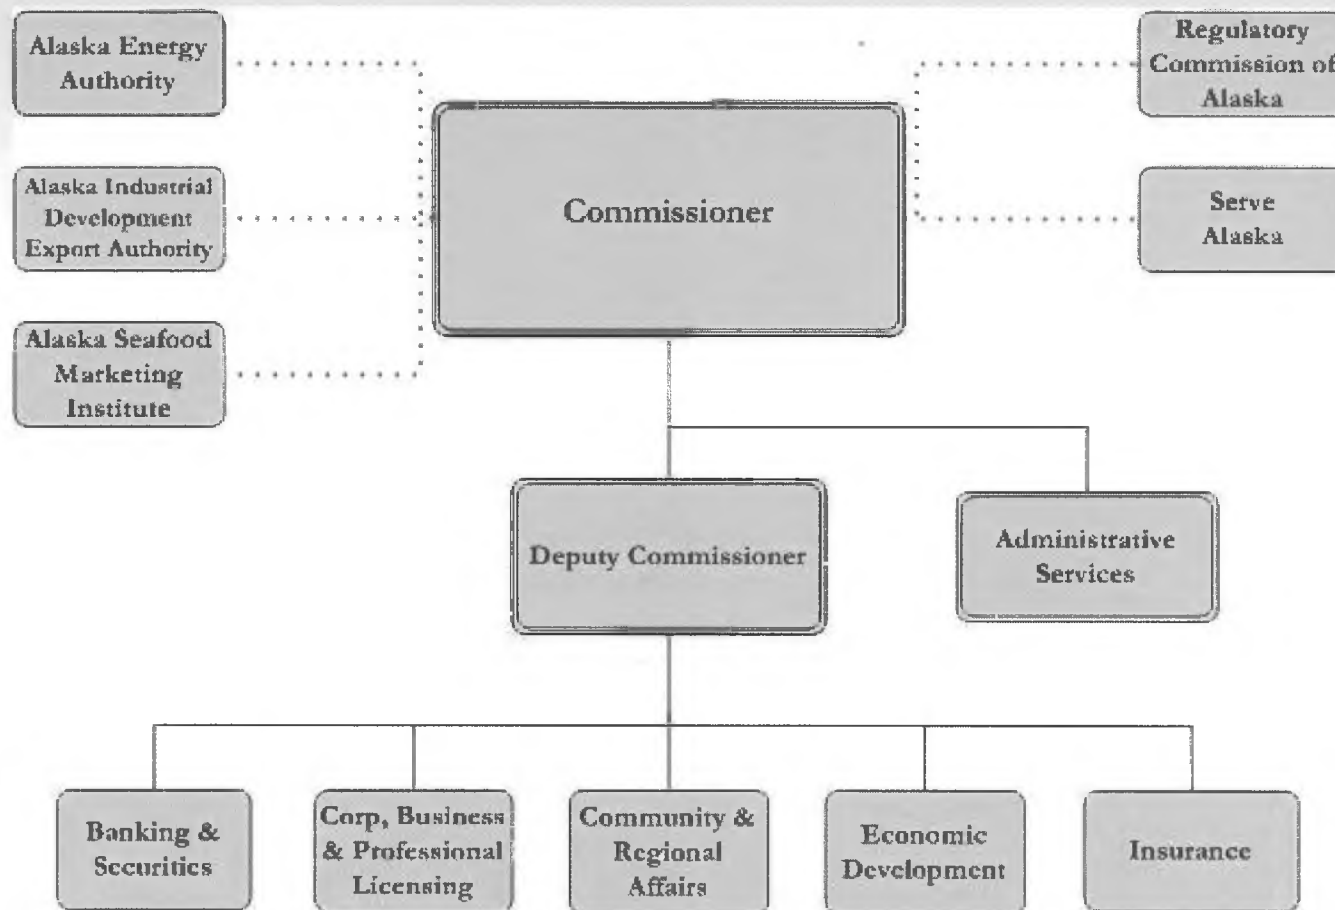 Alaska Energy
Authority
Regulatory
Commission of
Alaska
Alaska Industrial
Development
Export Authority
Commissioner
Serve
Alaska
Alaska Seafood
Marketing
Institute
Deputy Commissioner
Administrative
Services
Banking &
Securities
Corp, Business
& Professional
Licensing
Community &
Regional
Affairs
Economic
Development
Insurance